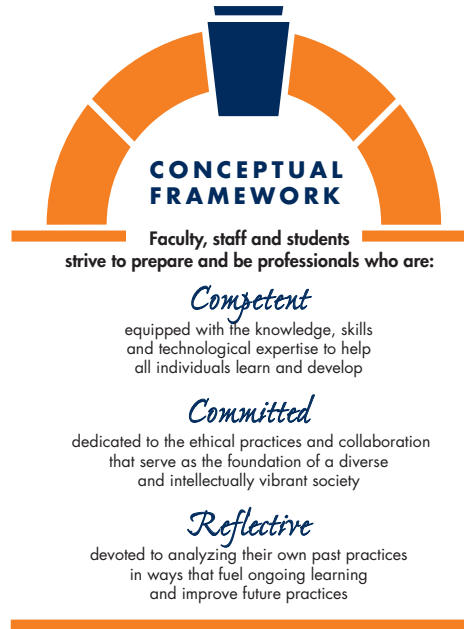 CONCEPTUAL
FRAMEWORK
Faculty, staff and students
strive to prepare and be professionals who are:
Competent
equipped with the knowledge, skills
and technological expertise to help
all individuals learn and develop
Committed
dedicated to the ethical practices and collaboration
that serve as the foundation of a diverse
and intellectually vibrant society
Reflective
devoted to analyzing their own past practices
in ways that fuel ongoing learning
and improve future practices